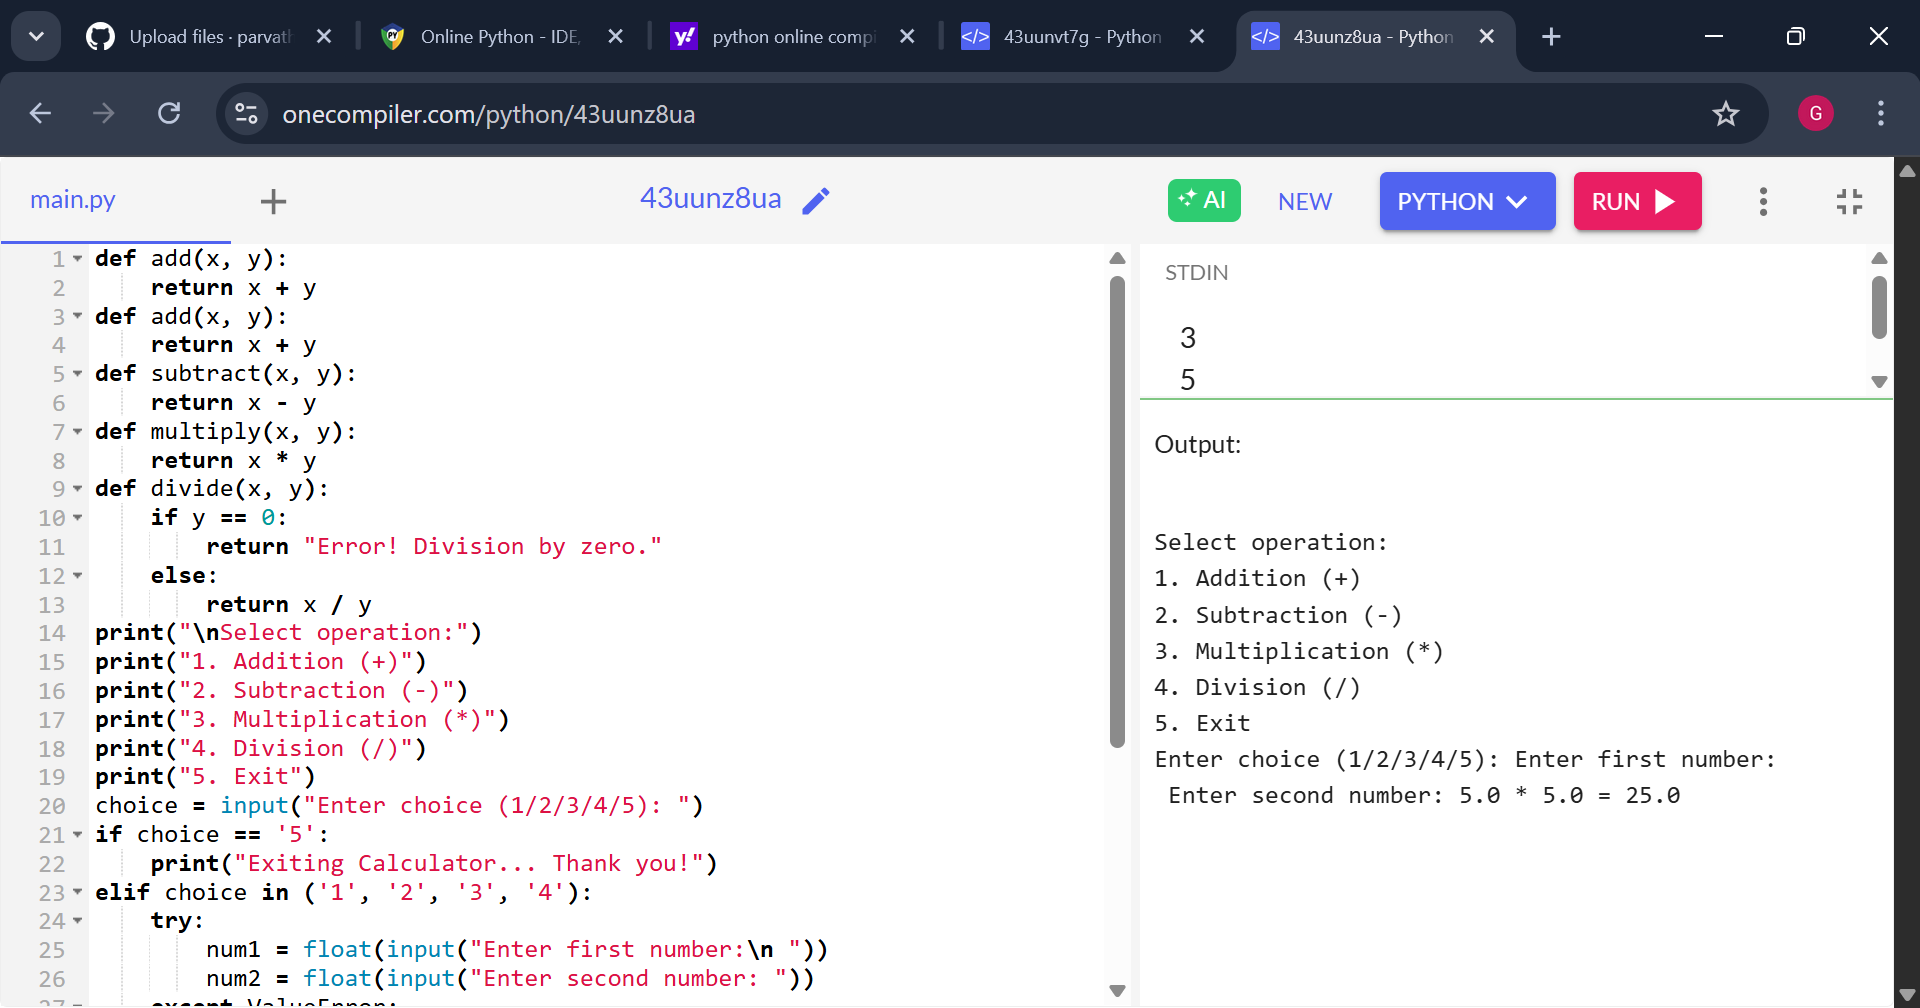 Upload files · parvath
Online Python - IDE,
python online compi
43uunvt7g - Python
43uunz8ua - Python
onecompiler.com/python/43uunz8ua
G
main.py
43uunz8ua
AI
NEW
PYTHON
RUN
1 def add(x, y):
2     return x + y
3 def add(x, y):
4     return x + y
5 def subtract(x, y):
6     return x - y
7 def multiply(x, y):
8     return x * y
9 def divide(x, y):
10     if y == 0:
11         return "Error! Division by zero."
12     else:
13         return x / y
14 print("\nSelect operation:")
15 print("1. Addition (+)")
16 print("2. Subtraction (-)")
17 print("3. Multiplication (*)")
18 print("4. Division (/)")
19 print("5. Exit")
20 choice = input("Enter choice (1/2/3/4/5): ")
21 if choice == '5':
22     print("Exiting Calculator... Thank you!")
23 elif choice in ('1', '2', '3', '4'):
24     try:
25         num1 = float(input("Enter first number:\n "))
26         num2 = float(input("Enter second number: "))
27     except ValueError:
STDIN
3
5
Output:
Select operation:
1. Addition (+)
2. Subtraction (-)
3. Multiplication (*)
4. Division (/)
5. Exit
Enter choice (1/2/3/4/5): Enter first number:
Enter second number: 5.0 * 5.0 = 25.0